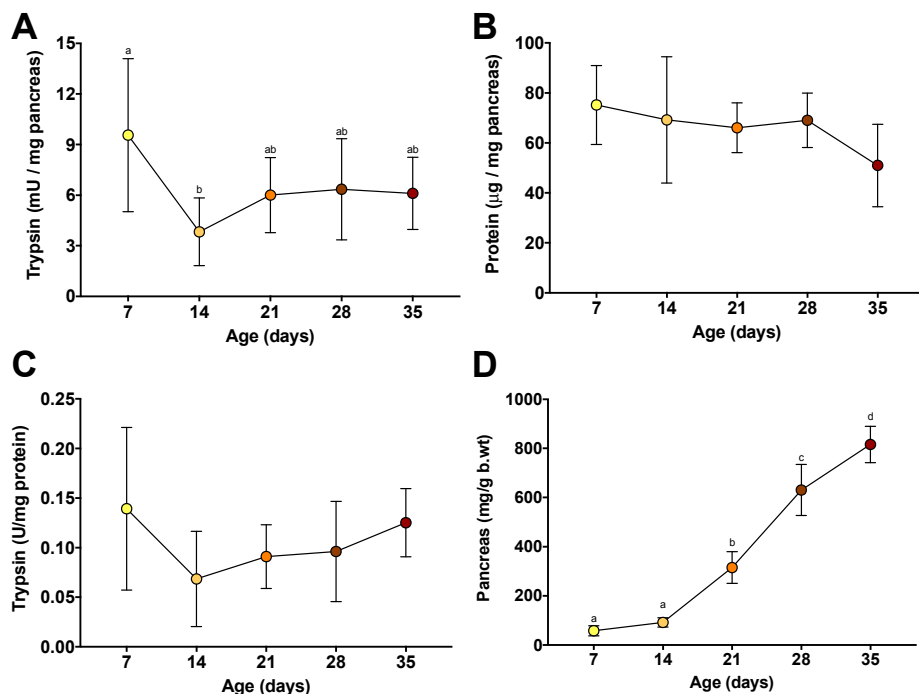 A
Trypsin (mU / mg pancreas)
15
12
9
6
3
0
a
b
ab
ab
ab
7 14 21 28 35
Age (days)
B
Protein (µg / mg pancreas)
100
80
60
40
20
0
7 14 21 28 35
Age (days)
C
Trypsin (U/mg protein)
0.25
0.20
0.15
0.10
0.05
0.00
7 14 21 28 35
Age (days)
D
Pancreas (mg/g b.wt)
1000
800
600
400
200
0
a
a
b
c
d
7 14 21 28 35
Age (days)